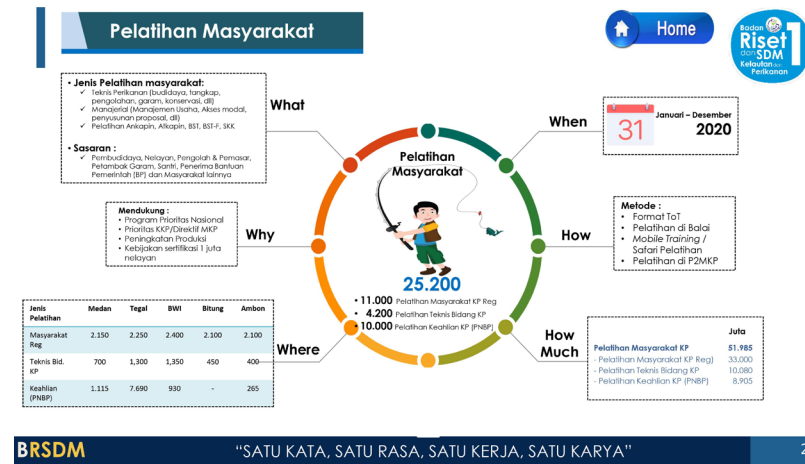 Pelatihan Masyarakat
Home
Badan
Riset
dan SDM
Kelautan dan
Perikanan
1
• Jenis Pelatihan masyarakat:
✓ Teknis Perikanan (budidaya, tangkap,
pengolahan, garam, konservasi, dll)
✓ Manajerial (Manajemen Usaha, Akses modal,
penyusunan proposal, dll)
✓ Pelatihan Ankapin, Atkapin, BST, BST-F, SKK
• Sasaran :
✓ Pembudidaya, Nelayan, Pengolah & Pemasar,
Petambak Garam, Santri, Penerima Bantuan
Pemerintah (BP) dan Masyarakat lainnya
What
When
31
Januari – Desember
2020
Pelatihan
Masyarakat
Mendukung :
• Program Prioritas Nasional
• Prioritas KKP/Direktif MKP
• Peningkatan Produksi
• Kebijakan sertifikasi 1 juta
nelayan
Why
How
Metode :
• Format ToT
• Pelatihan di Balai
• Mobile Training /
Safari Pelatihan
• Pelatihan di P2MKP
25.200
• 11.000 Pelatihan Masyarakat KP Reg
• 4.200 Pelatihan Teknis Bidang KP
• 10.000 Pelatihan Keahlian KP (PNBP)
Jenis Pelatihan Medan Tegal BWI Bitung Ambon
Masyarakat Reg 2.150 2.250 2.400 2.100 2.100
Teknis Bid. KP 700 1,300 1,350 450 400
Keahlian (PNBP) 1.115 7.690 930 - 265
Where
How
Much
Juta
Pelatihan Masyarakat KP 51.985
- Pelatihan Masyarakat KP Reg) 33,000
- Pelatihan Teknis Bidang KP 10.080
- Pelatihan Keahlian KP (PNBP) 8.905
BRSDM
“SATU KATA, SATU RASA, SATU KERJA, SATU KARYA”
2